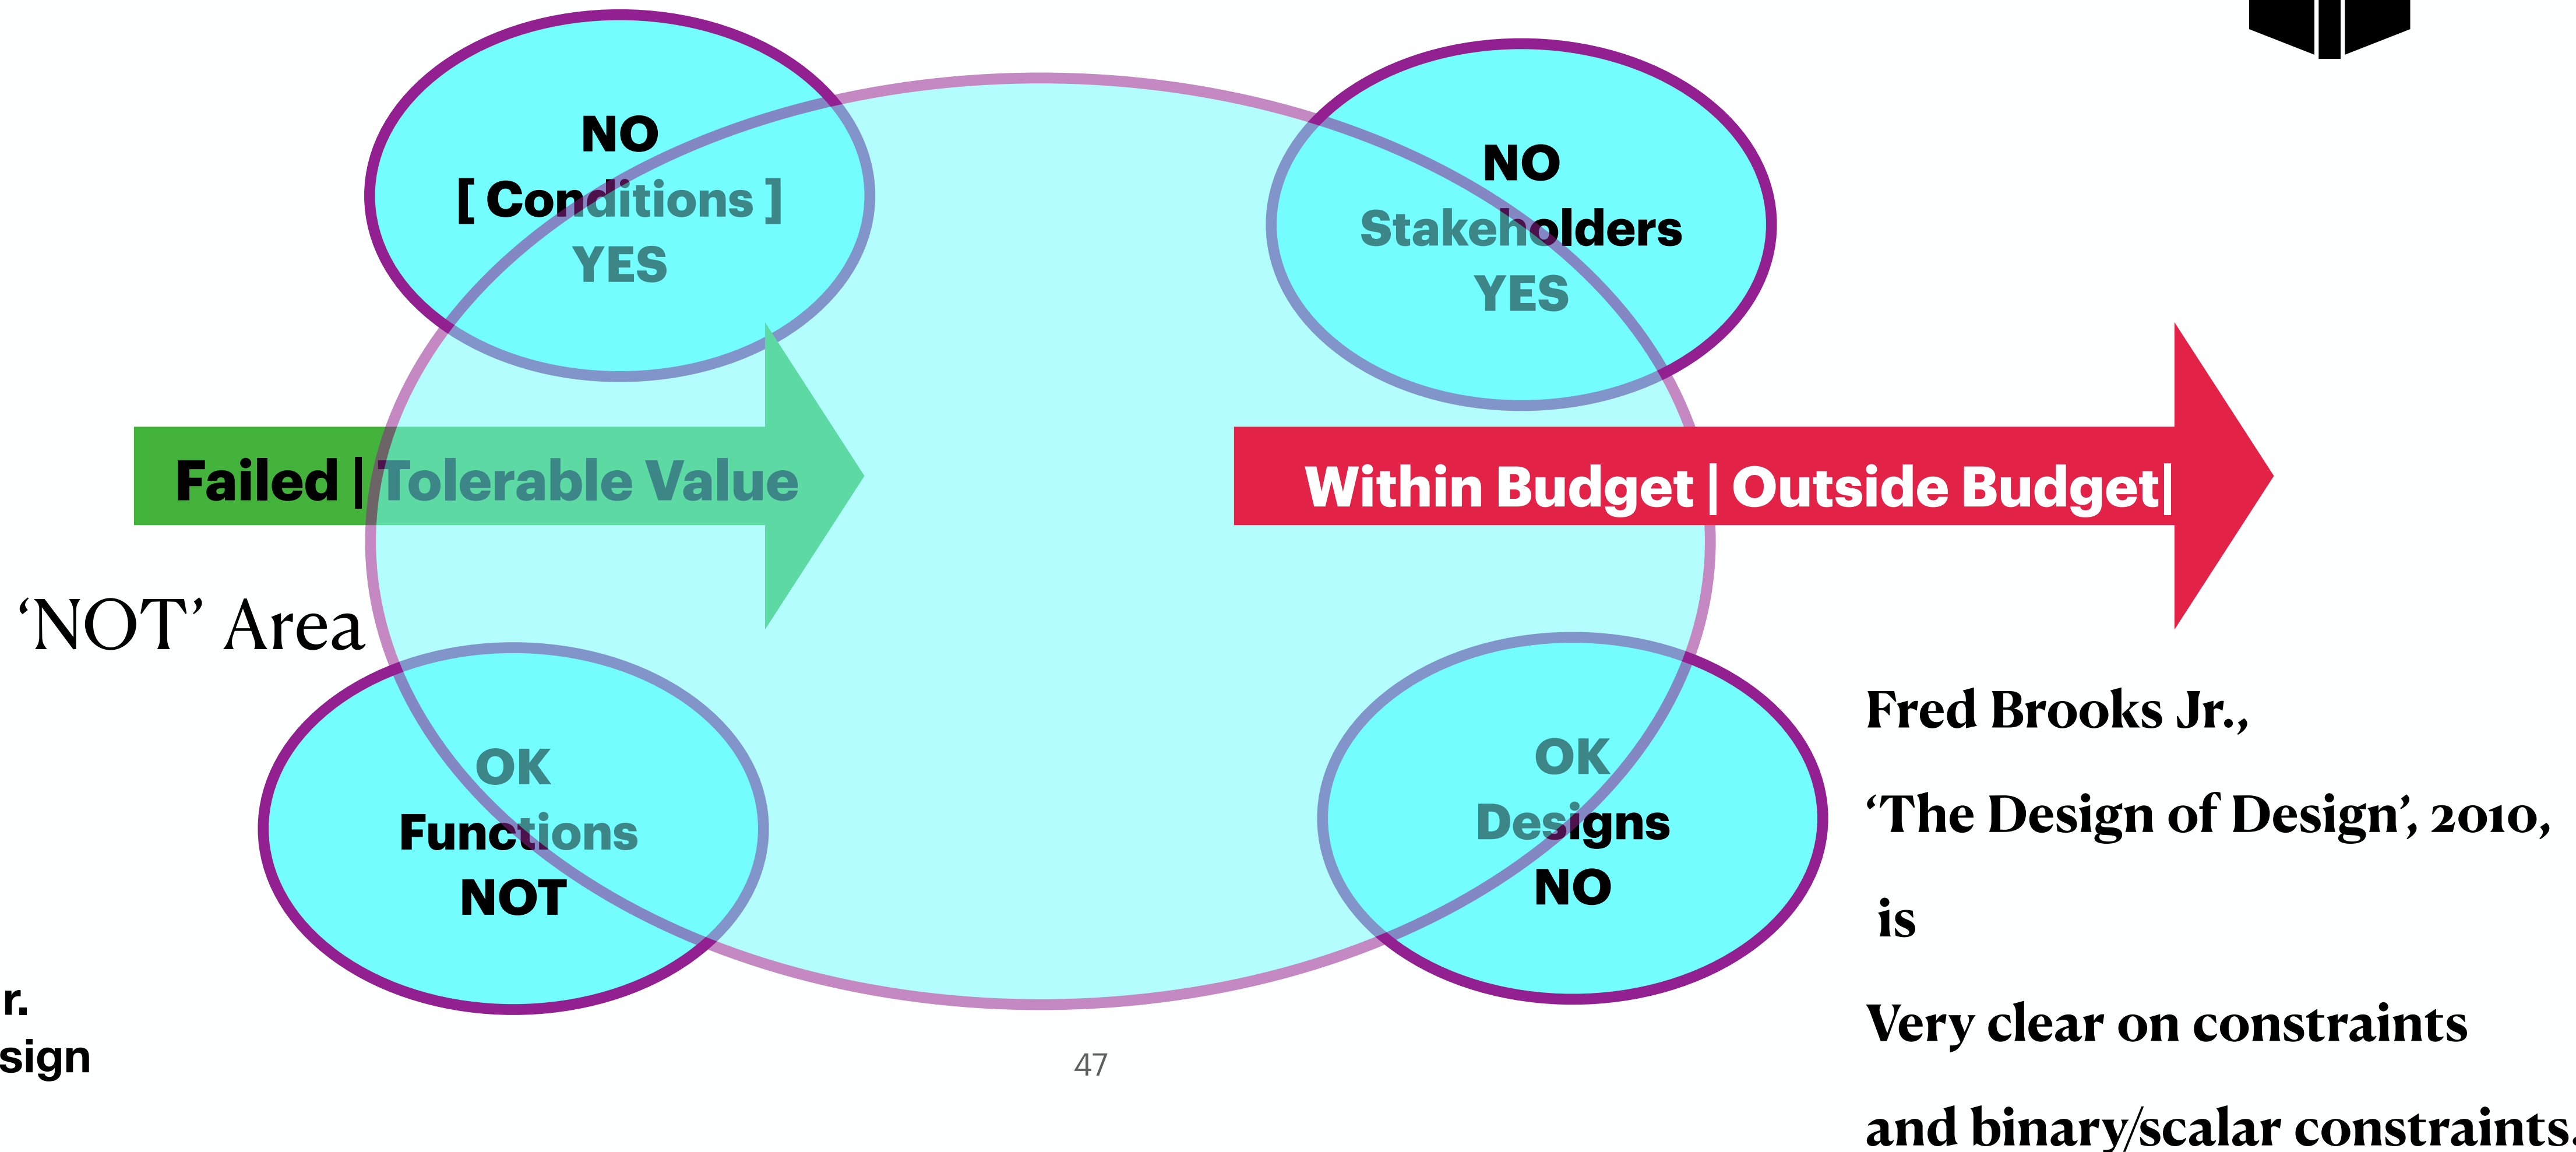 NO
[ Conditions ]
YES
NO
Stakeholders
YES
Failed | Tolerable Value
Within Budget | Outside Budget|
‘NOT’ Area
OK
Functions
NOT
OK
Designs
NO
Fred Brooks Jr.,
‘The Design of Design’, 2010,
is
Very clear on constraints
and binary/scalar constraints.
r.
sign
47